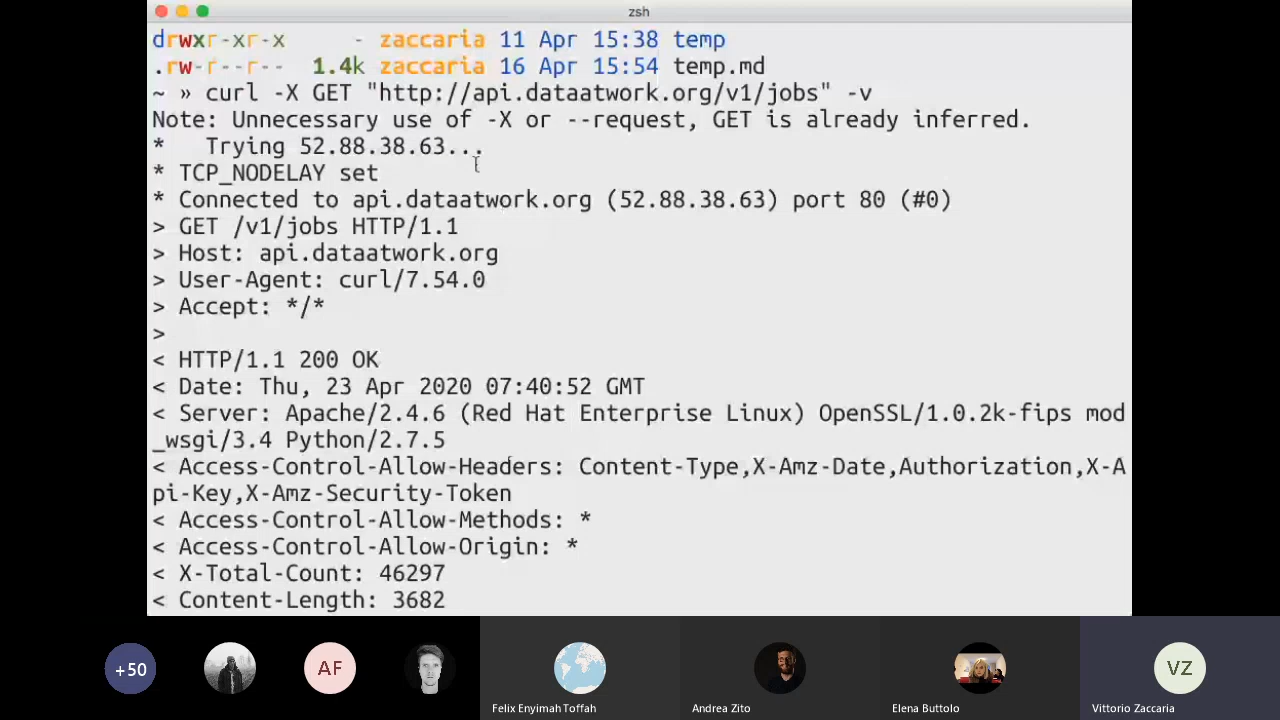 zsh
drwxr-xr-x - zaccaria 11 Apr 15:38 temp
.rw-r--r-- 1.4k zaccaria 16 Apr 15:54 temp.md
~ » curl -X GET "http://api.dataatwork.org/v1/jobs" -v
Note: Unnecessary use of -X or --request, GET is already inferred.
* Trying 52.88.38.63...
* TCP_NODELAY set
* Connected to api.dataatwork.org (52.88.38.63) port 80 (#0)
> GET /v1/jobs HTTP/1.1
> Host: api.dataatwork.org
> User-Agent: curl/7.54.0
> Accept: */*
>
< HTTP/1.1 200 OK
< Date: Thu, 23 Apr 2020 07:40:52 GMT
< Server: Apache/2.4.6 (Red Hat Enterprise Linux) OpenSSL/1.0.2k-fips mod
_wsgi/3.4 Python/2.7.5
< Access-Control-Allow-Headers: Content-Type,X-Amz-Date,Authorization,X-A
pi-Key,X-Amz-Security-Token
< Access-Control-Allow-Methods: *
< Access-Control-Allow-Origin: *
< X-Total-Count: 46297
< Content-Length: 3682
+50
AF
VZ
Felix Enyimah Toffah
Andrea Zito
Elena Buttolo
Vittorio Zaccaria